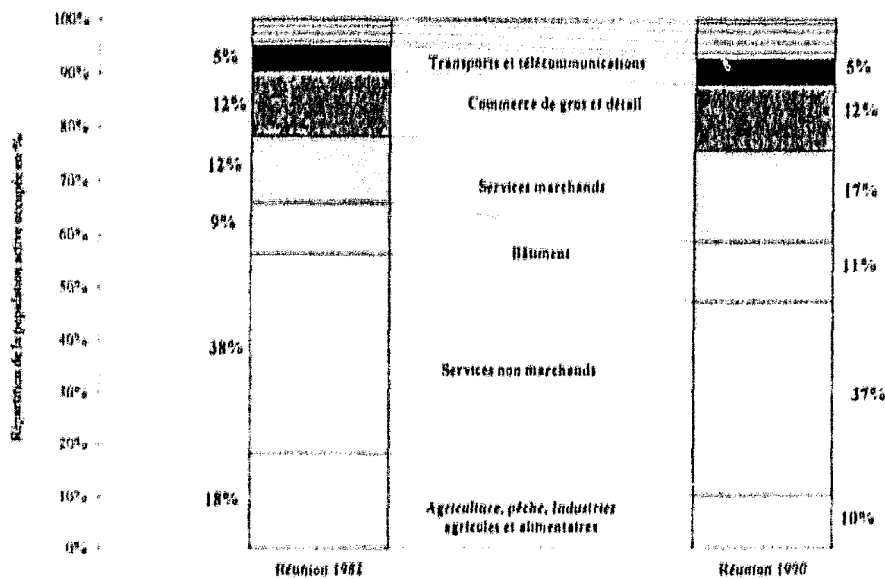 Répartition de la population active occupée en %
100%
90%
80%
70%
60%
50%
40%
30%
20%
10%
0%
5%
12%
12%
9%
38%
18%
Transports et télécommunications
Commerce de gros et détail
Services marchands
Bâtiment
Services non marchands
Agriculture, pêche, Industries
agricoles et alimentaires
5%
12%
17%
11%
37%
10%
Réunion 1982
Réunion 1990